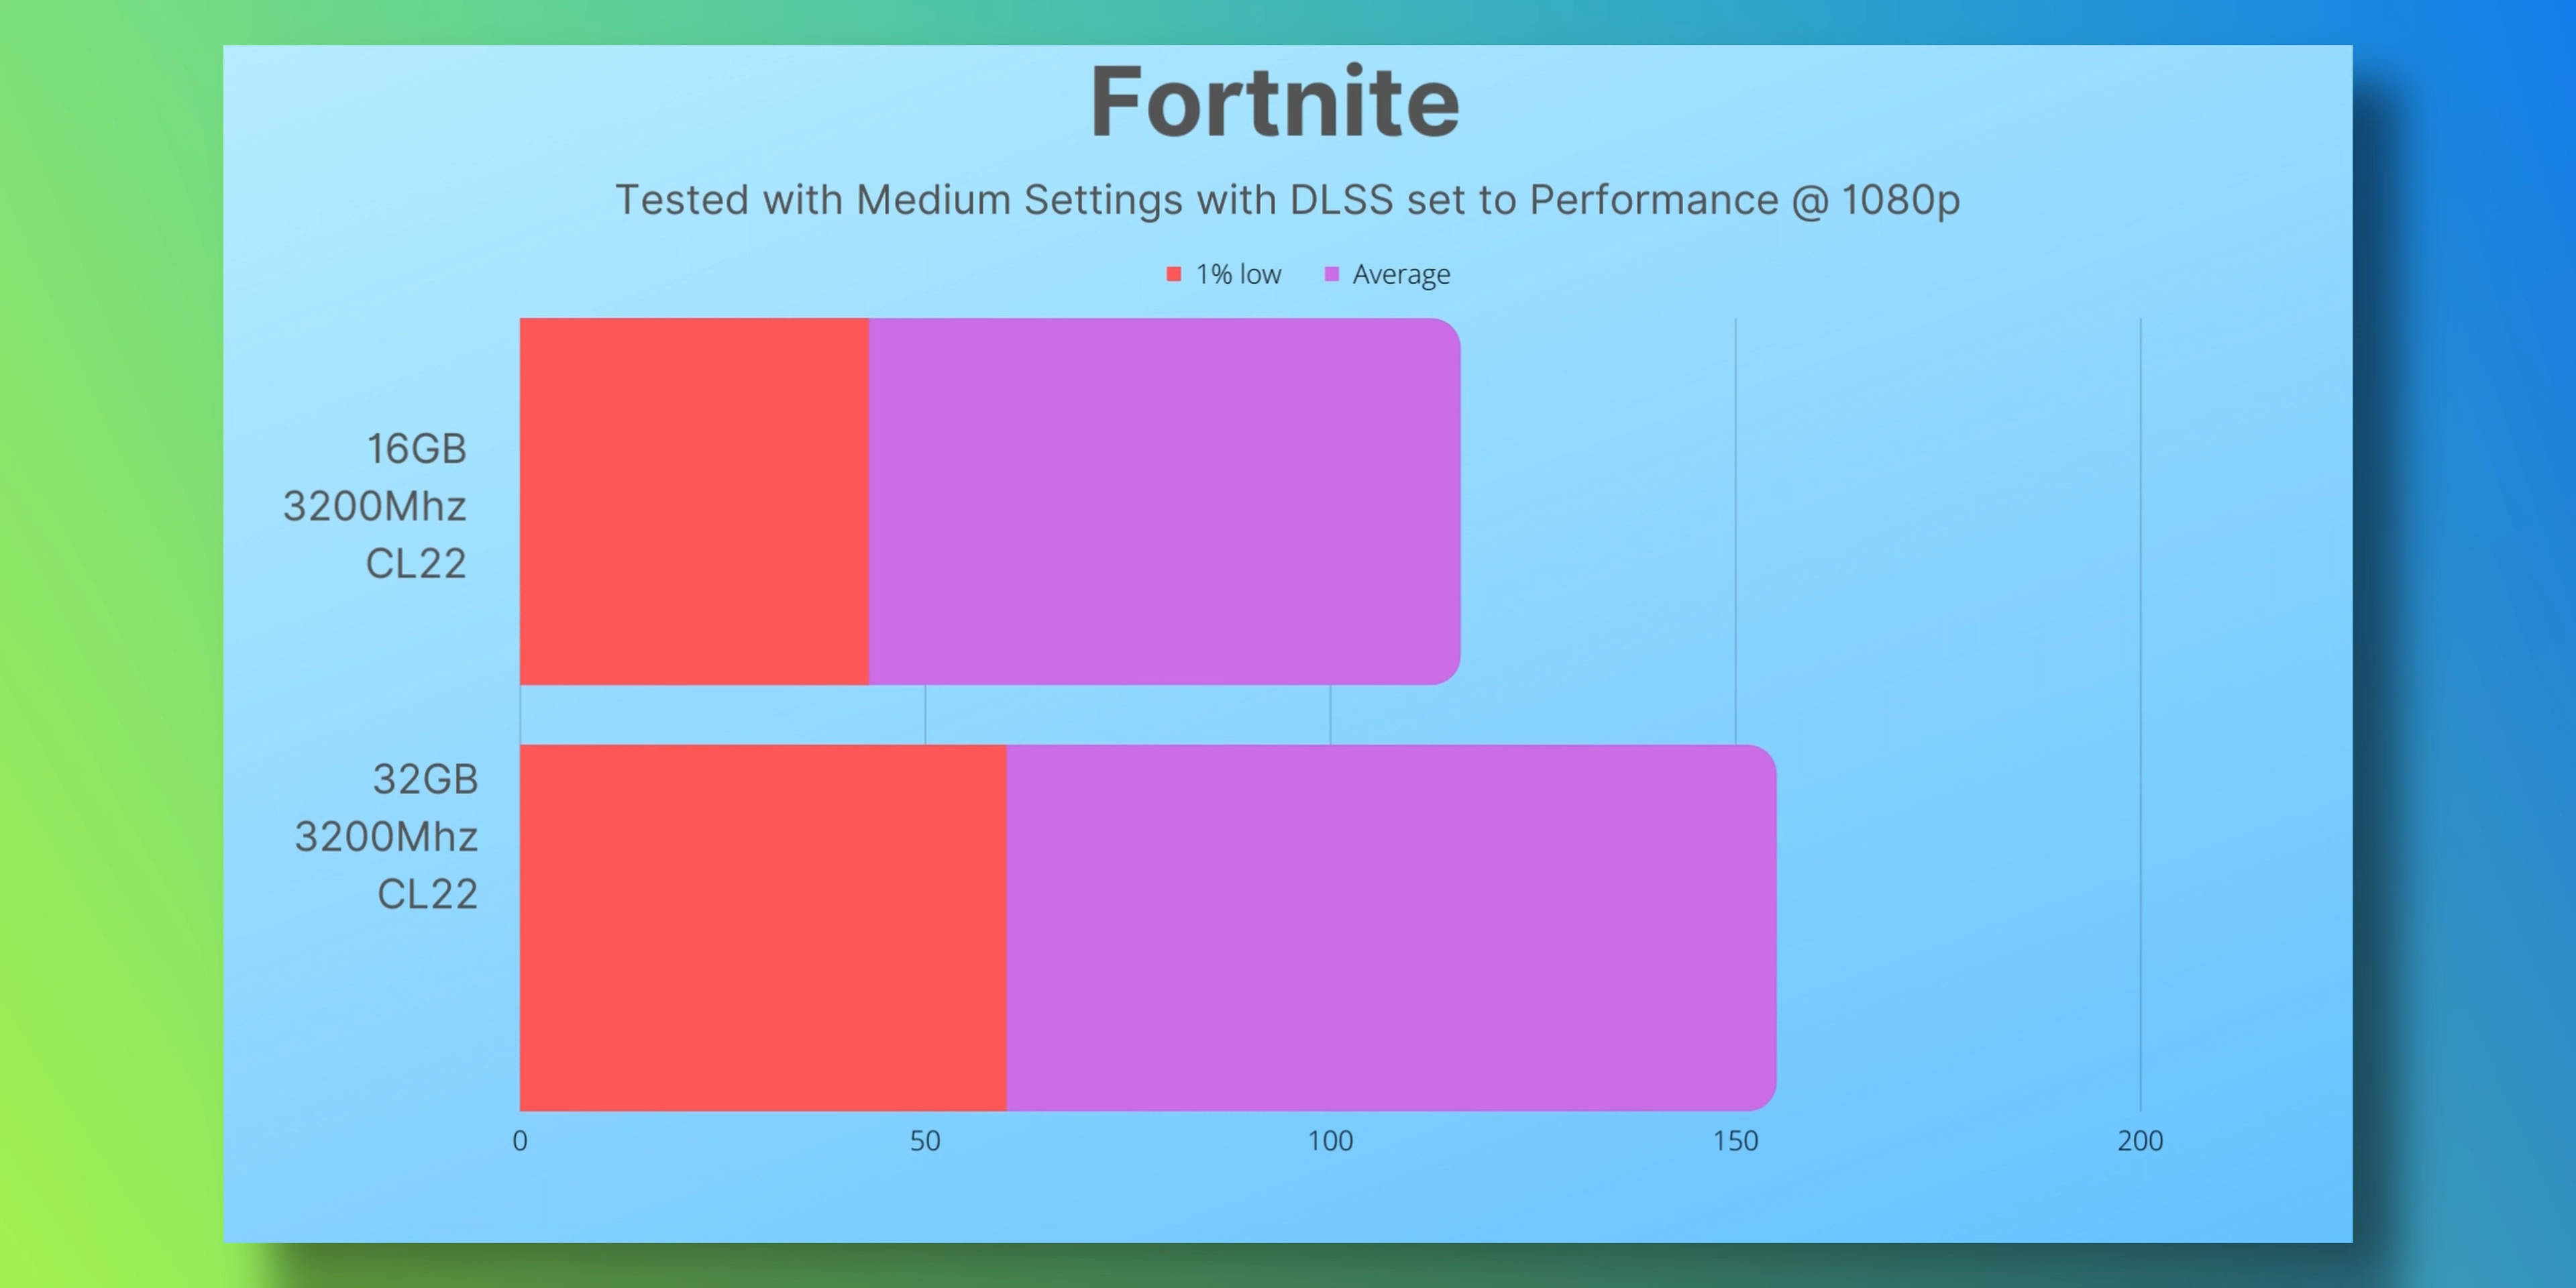 Fortnite
Tested with Medium Settings with DLSS set to Performance @ 1080p
1% low
Average
16GB
3200Mhz
CL22
32GB
3200Mhz
CL22
0 50 100 150 200